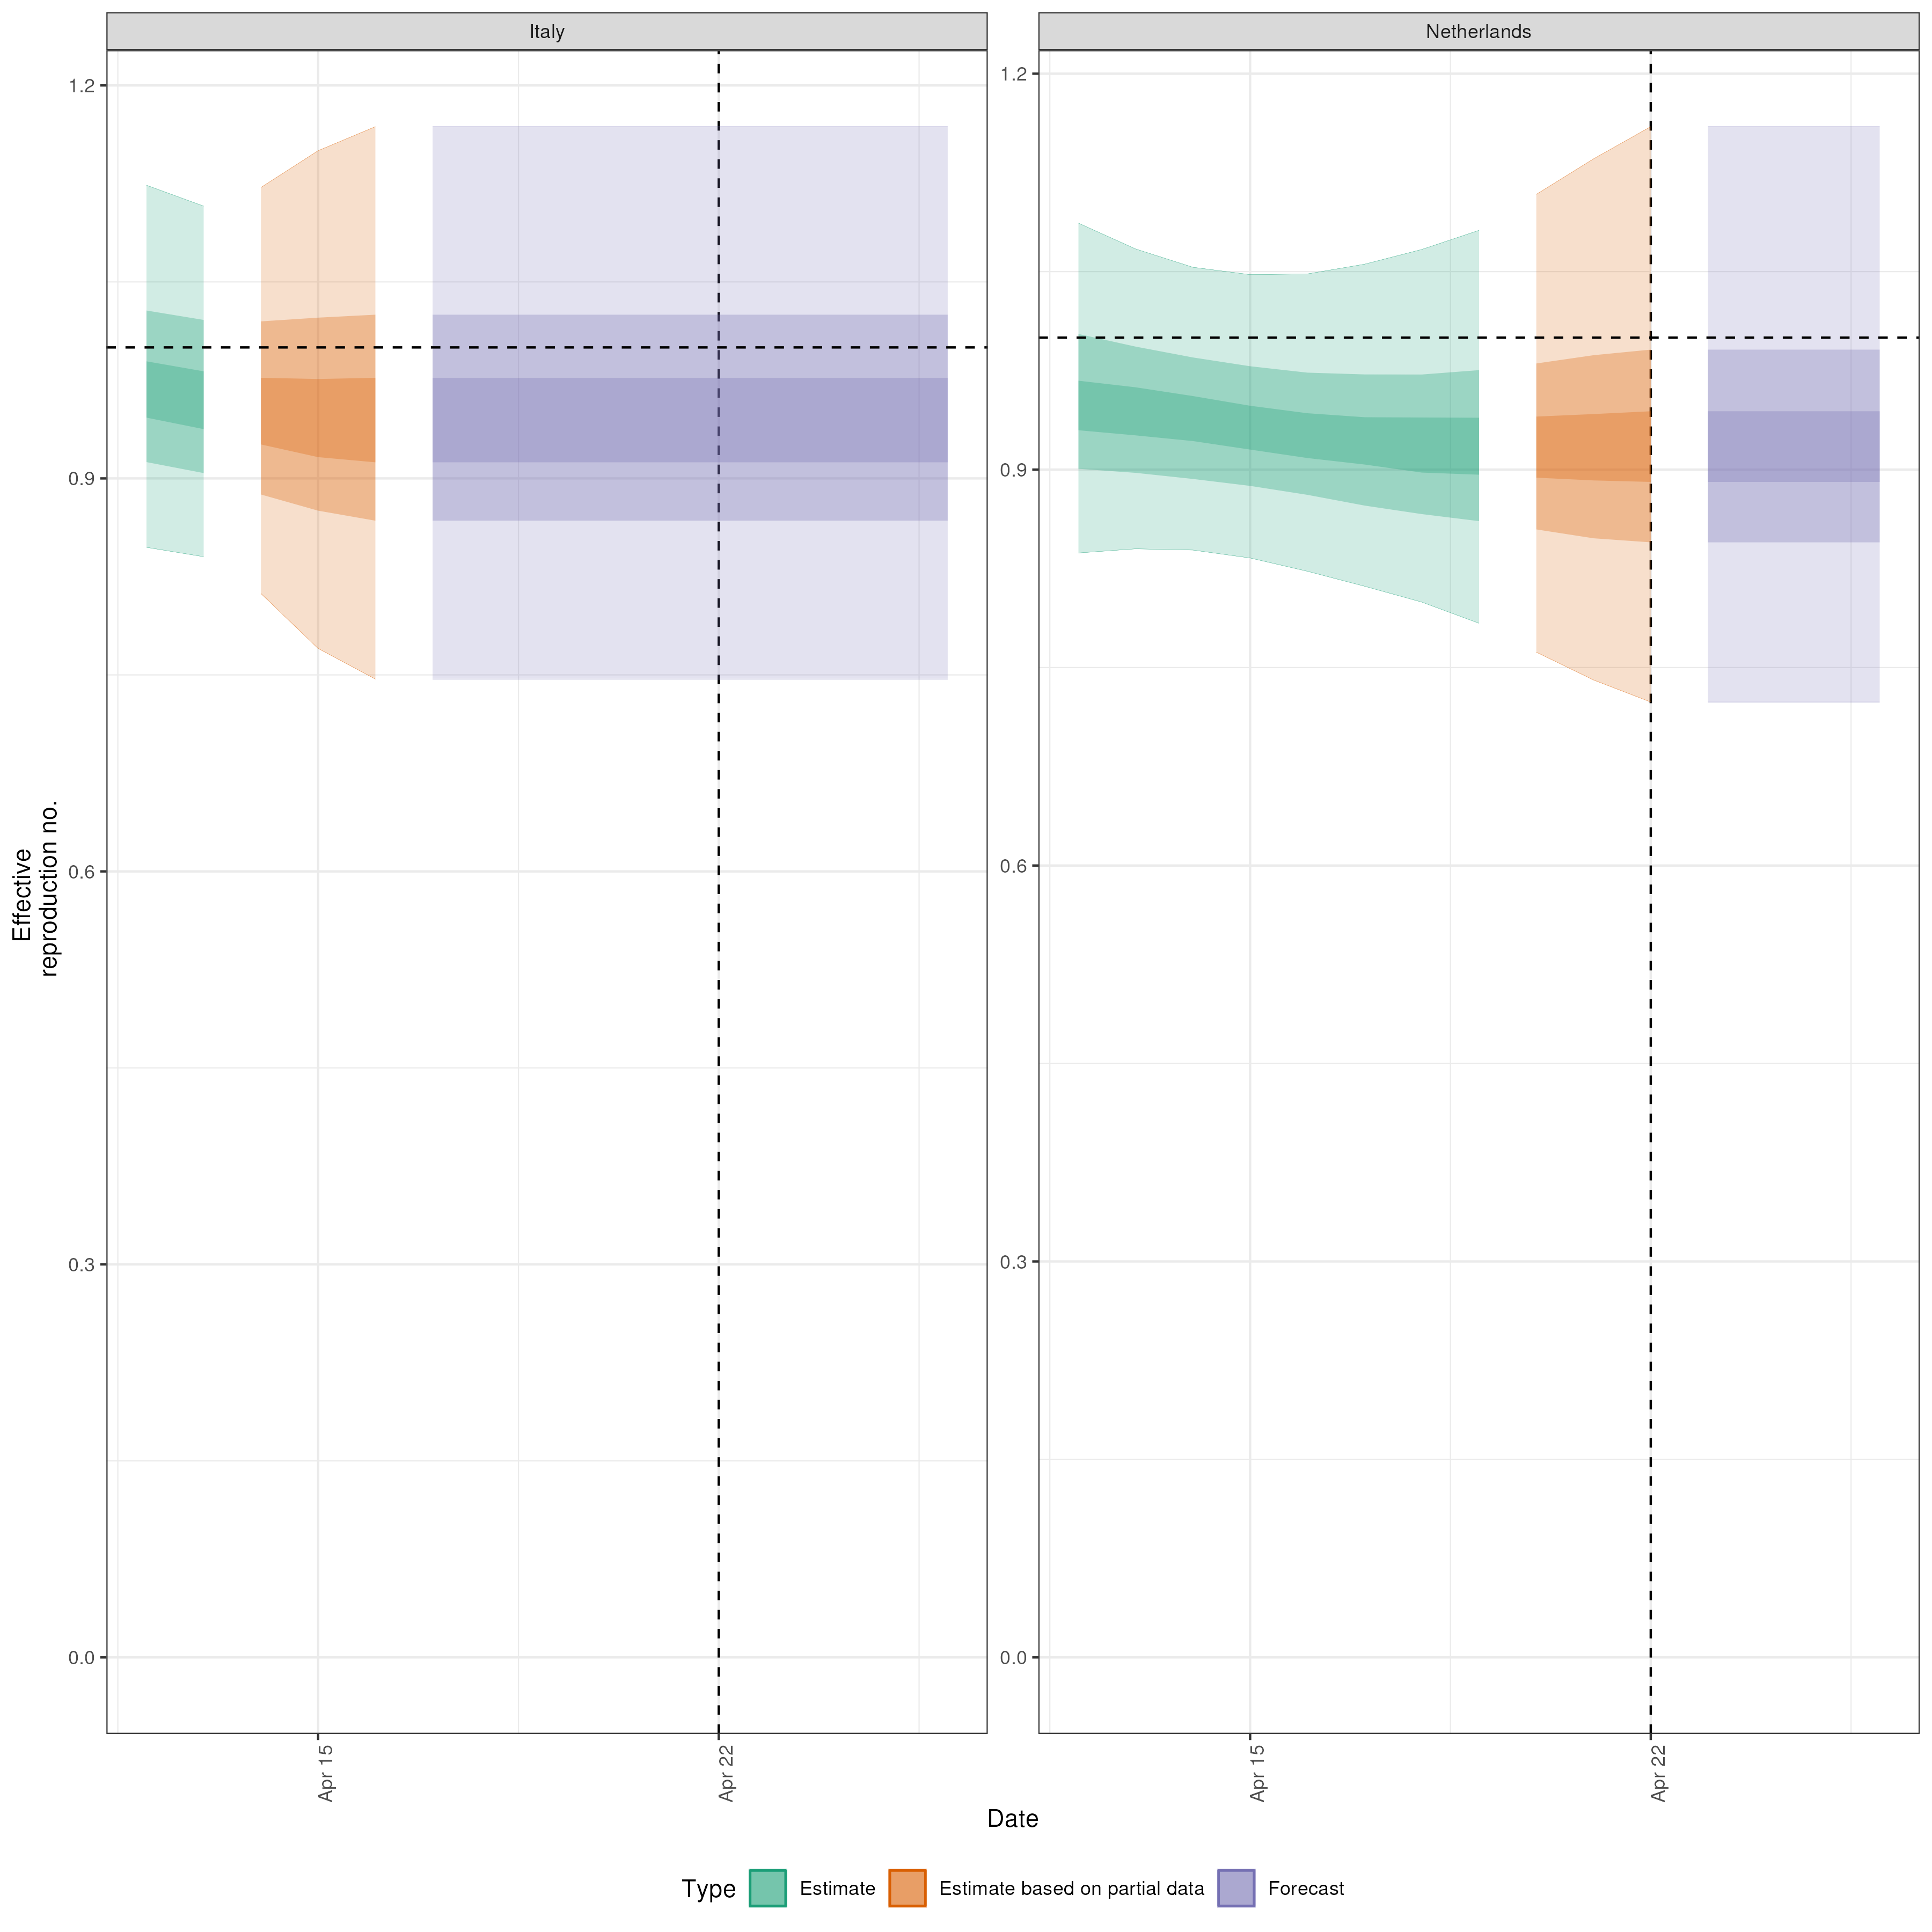 Italy
Netherlands
1.2
0.9
0.6
0.3
0.0
1.2
0.9
0.6
0.3
0.0
Effective
reproduction no.
Apr 15
Apr 22
Apr 15
Apr 22
Date
Type
Estimate
Estimate based on partial data
Forecast